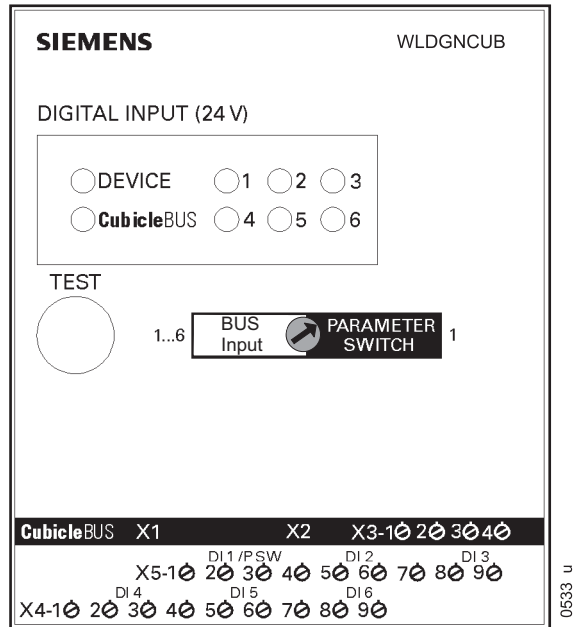 SIEMENS WLDGNCUB
DIGITAL INPUT (24 V)
DEVICE 1 2 3
CubicleBUS 4 5 6
TEST
1...6 BUS Input PARAMETER SWITCH 1
CubicleBUS X1 X2 X3-1 2 3 4
DI 1/PSW DI 2 DI 3
X5-1 2 3 4 5 6 7 8 9
DI 4 DI 5 DI 6
X4-1 2 3 4 5 6 7 8 9
0533_u